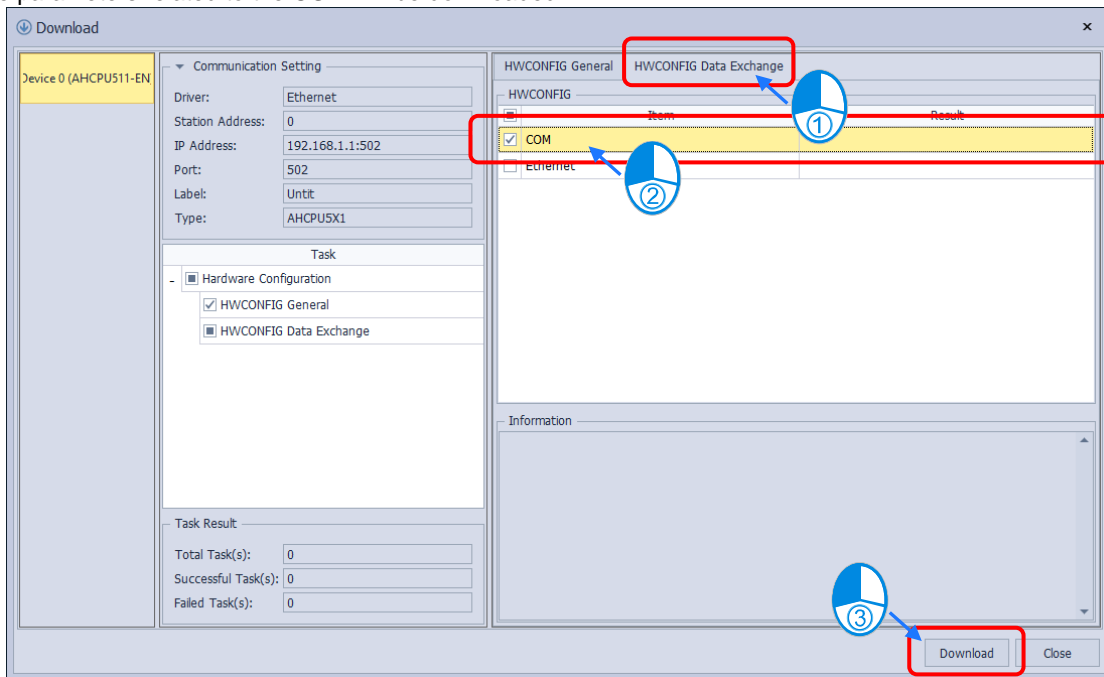 Download
Device 0 (AHCPU511-EN
Communication Setting
Driver: Ethernet
Station Address: 0
IP Address: 192.168.1.1:502
Port: 502
Label: Untit
Type: AHCPU5X1
Task
Hardware Configuration
HWCONFIG General
HWCONFIG Data Exchange
Task Result
Total Task(s): 0
Successful Task(s): 0
Failed Task(s): 0
HWCONFIG General HWCONFIG Data Exchange
HWCONFIG
Item Result
COM
Ethernet
①
②
Information
③
Download Close